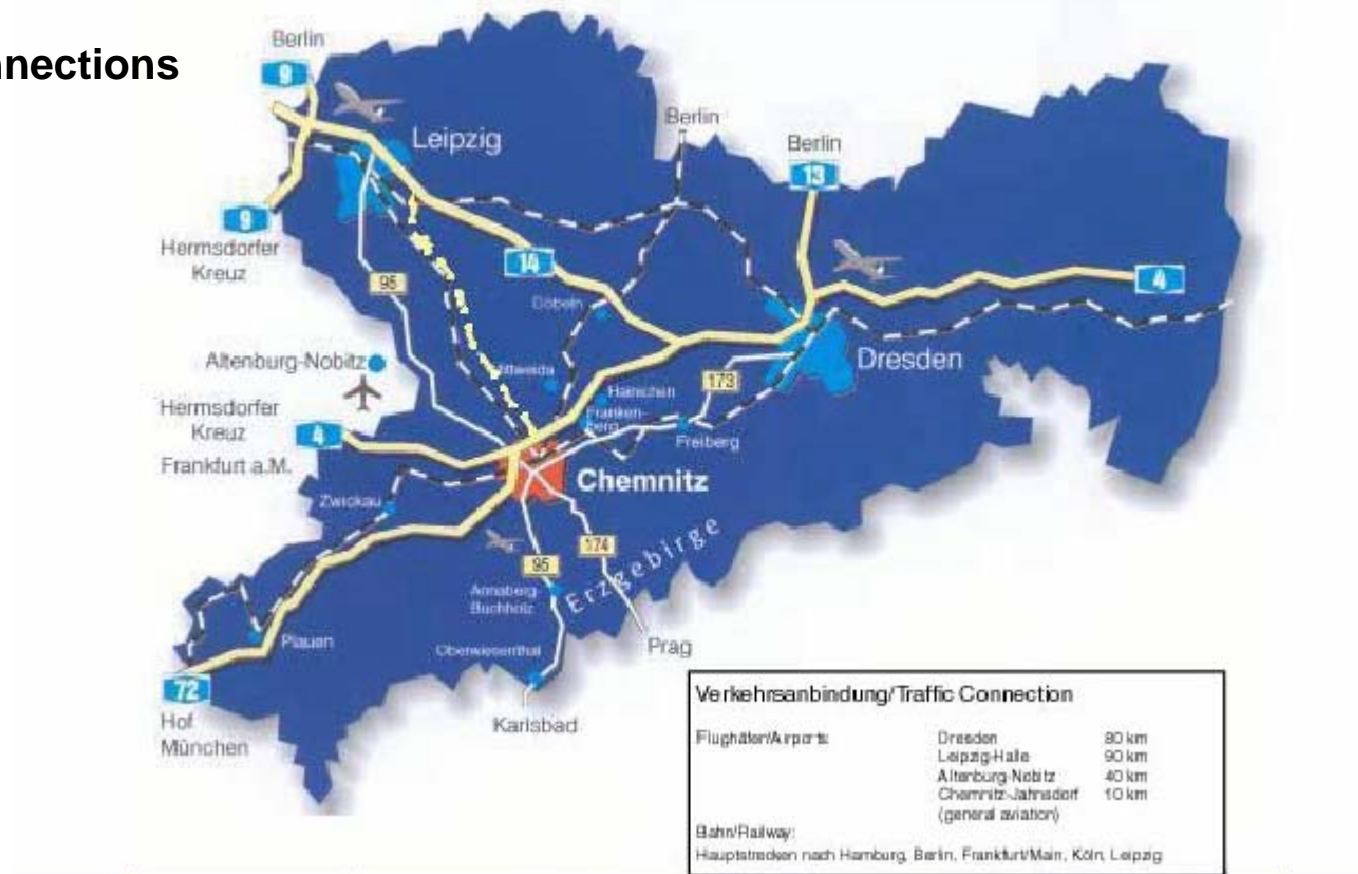 nnections
Berlin
9
Leipzig
Berlin
Berlin
13
9
Hermsdorfer
Kreuz
14
95
4
Döbeln
Altenburg-Nobitz
Mittweida
Dresden
173
Hainichen
Hermsdorfer
Kreuz
4
Franken-
berg
Freiberg
Frankfurt a.M.
Chemnitz
Zwickau
174
95
Erzgebirge
Annaberg
Buchholz
Plauen
Prag
Oberwiesenthal
72
Hof
München
Karlsbad
Verkehrsanbindung/Traffic Connection
Flughäfen/Airports: Dresden 80 km
Leipzig-Halle 90 km
Altenburg-Nobitz 40 km
Chemnitz-Jahnsdorf 10 km
(general aviation)
Bahn/Railway:
Hauptstrecken nach Hamburg, Berlin, Frankfurt/Main, Köln, Leipzig